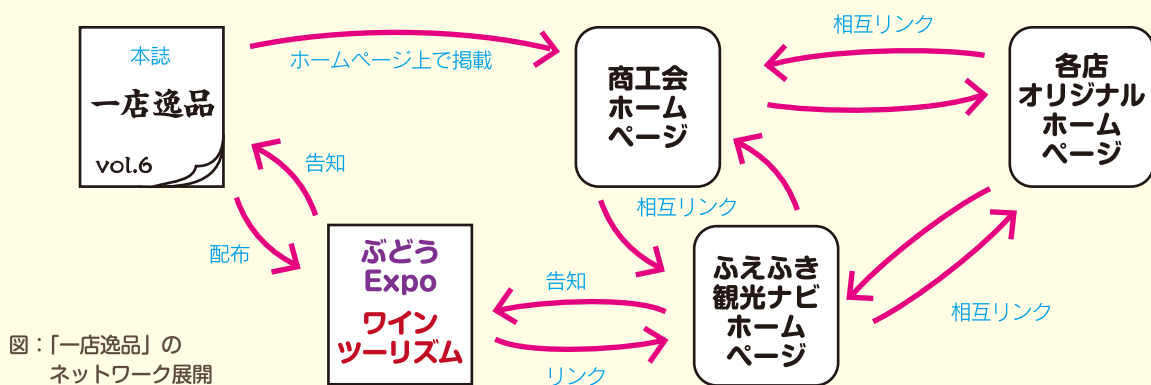 本誌
一店逸品
vol.6
ホームページ上で掲載
商工会
ホーム
ページ
相互リンク
各店
オリジナル
ホーム
ページ
告知
配布
ぶどう
Expo
ワイン
ツーリズム
相互リンク
告知
リンク
ふえふき
観光ナビ
ホーム
ページ
相互リンク
図：「一店逸品」の
ネットワーク展開